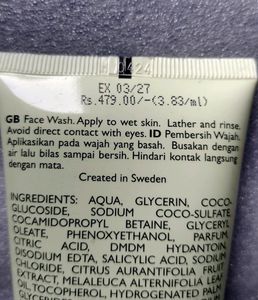 EX 03/27
Rs.479.00/-(3.83/ml)
GB Face Wash. Apply to wet skin. Lather and rinse.
Avoid direct contact with eyes. ID Pembersih Wajah.
Aplikasikan pada wajah yang basah. Busakan dengan
air lalu bilas sampai bersih. Hindari kontak langsung
dengan mata.
Created in Sweden
INGREDIENTS: AQUA, GLYCERIN, COCO-
GLUCOSIDE, SODIUM COCO-SULFATE,
COCAMIDOPROPYL BETAINE, GLYCERYL
OLEATE, PHENOXYETHANOL, PARFUM,
CITRIC ACID, DMDM HYDANTOIN,
DISODIUM EDTA, SALICYLIC ACID, SODIUM
CHLORIDE, CITRUS AURANTIFOLIA FRUIT
EXTRACT, MELALEUCA ALTERNIFOLIA LEAF
OIL, TOCOPHEROL, HYDROGENATED PALM